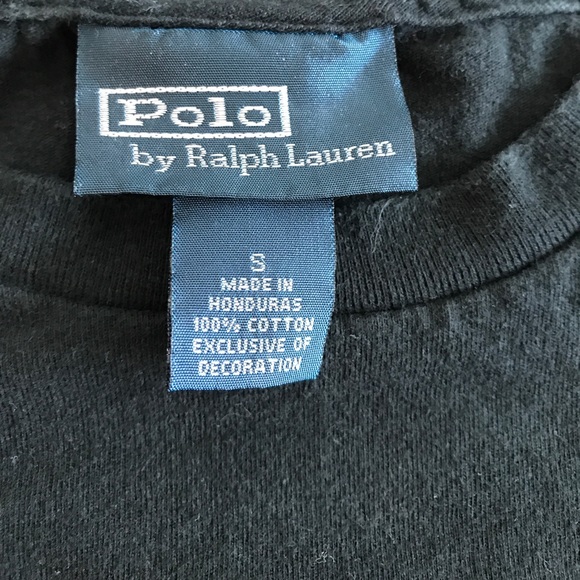 Polo
by Ralph Lauren
S
MADE IN
HONDURAS
100% COTTON
EXCLUSIVE OF
DECORATION